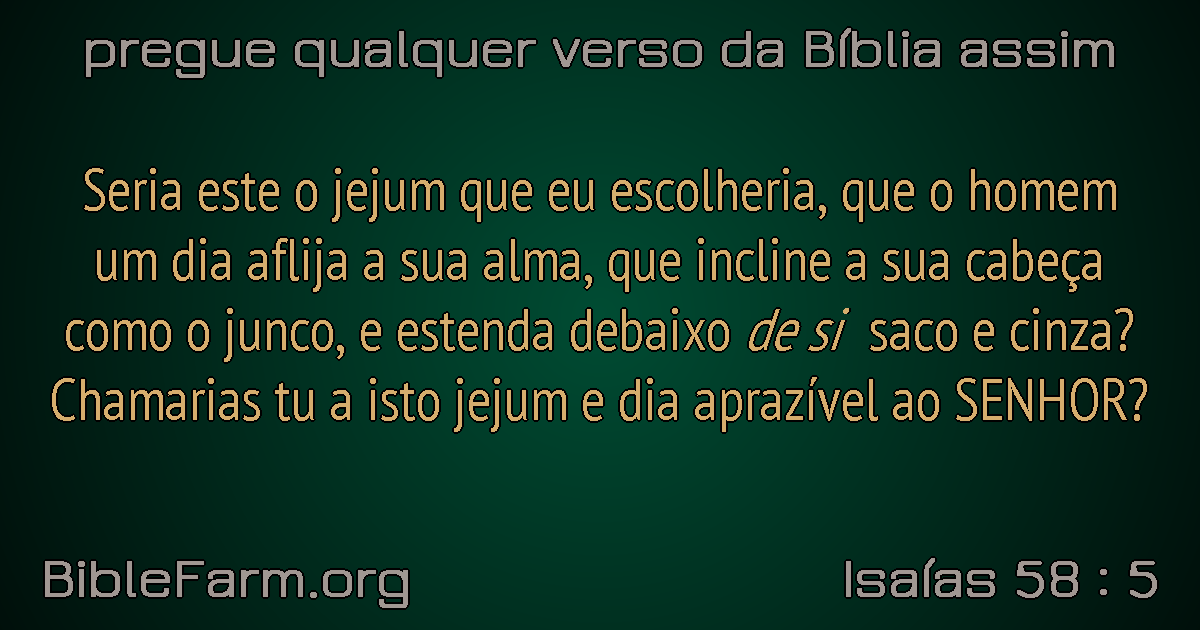 pregue qualquer verso da Bíblia assim
Seria este o jejum que eu escolheria, que o homem
um dia aflija a sua alma, que incline a sua cabeça
como o junco, e estenda debaixo de si saco e cinza?
Chamarias tu a isto jejum e dia aprazível ao SENHOR?
BibleFarm.org
Isaías 58 : 5